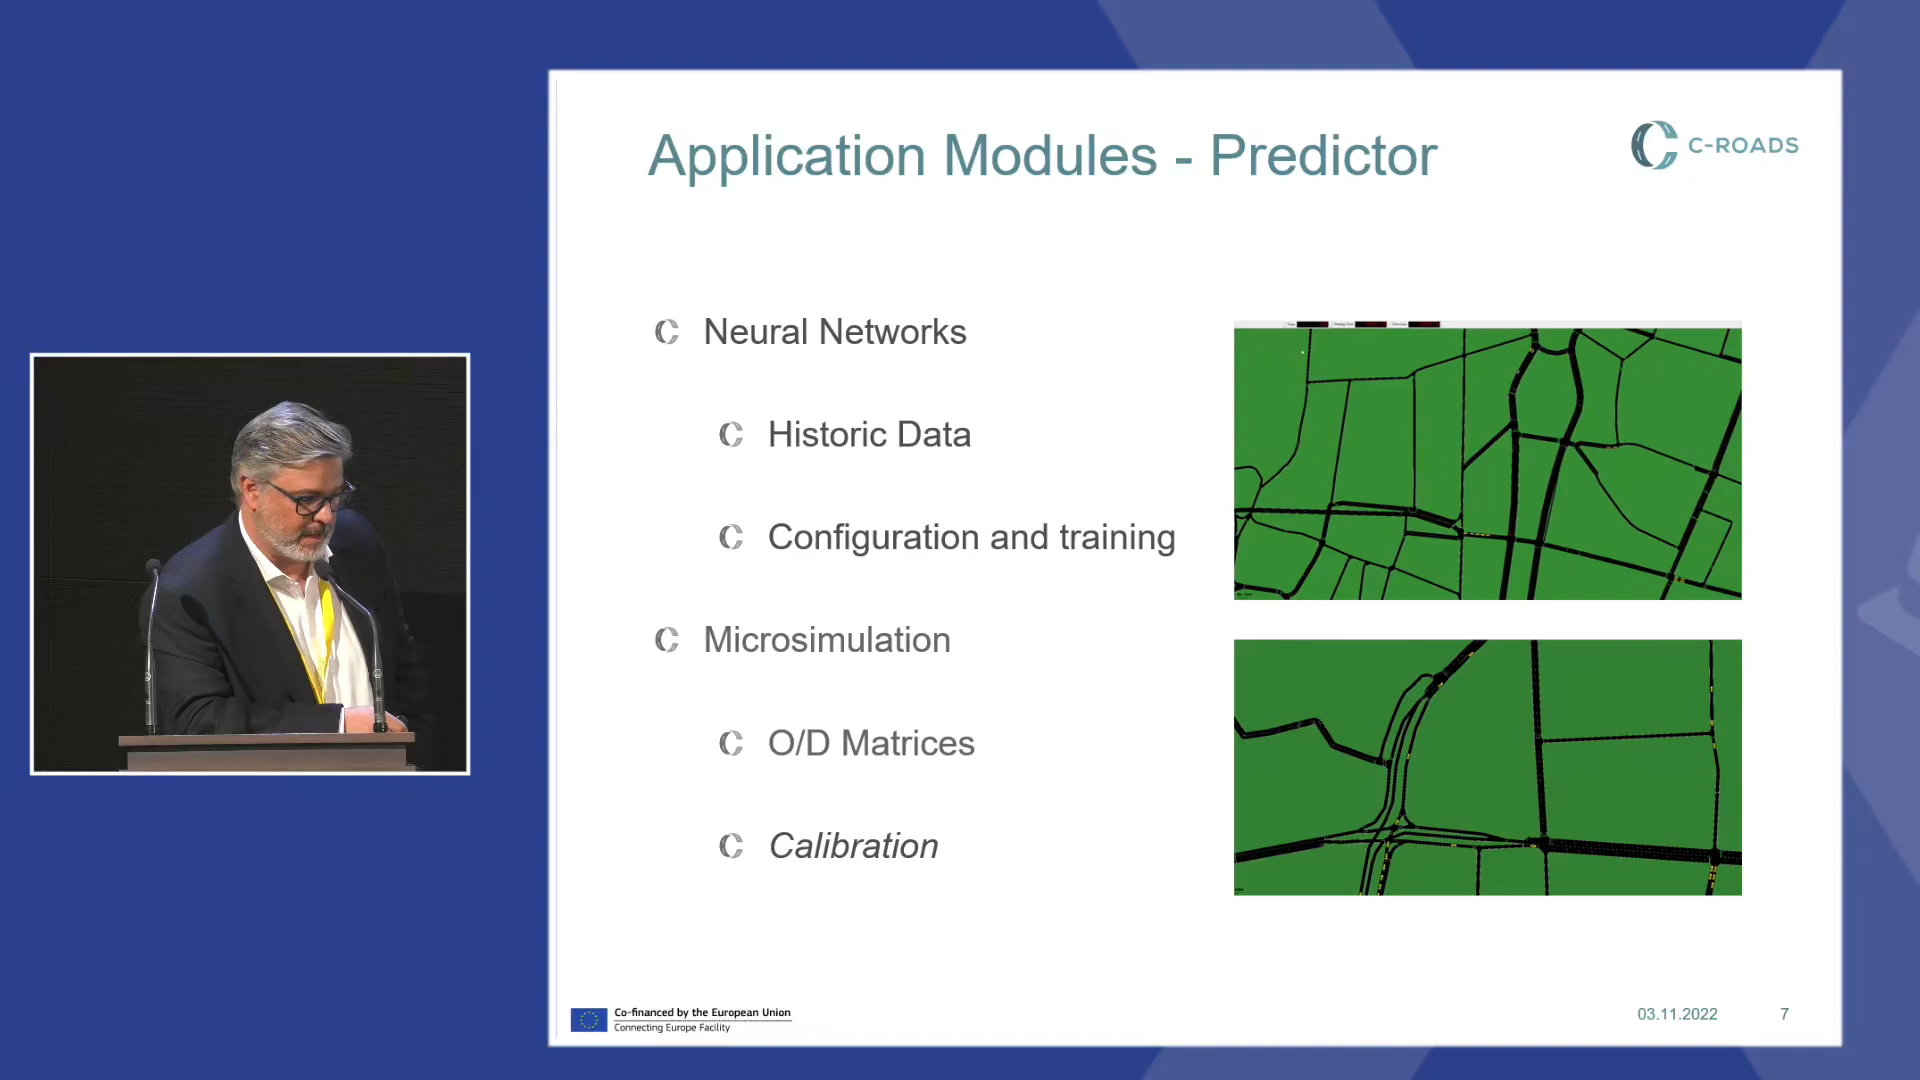 Application Modules - Predictor
C-ROADS
Neural Networks
Historic Data
Configuration and training
Microsimulation
O/D Matrices
Calibration
Co-financed by the European Union
Connecting Europe Facility
03.11.2022
7